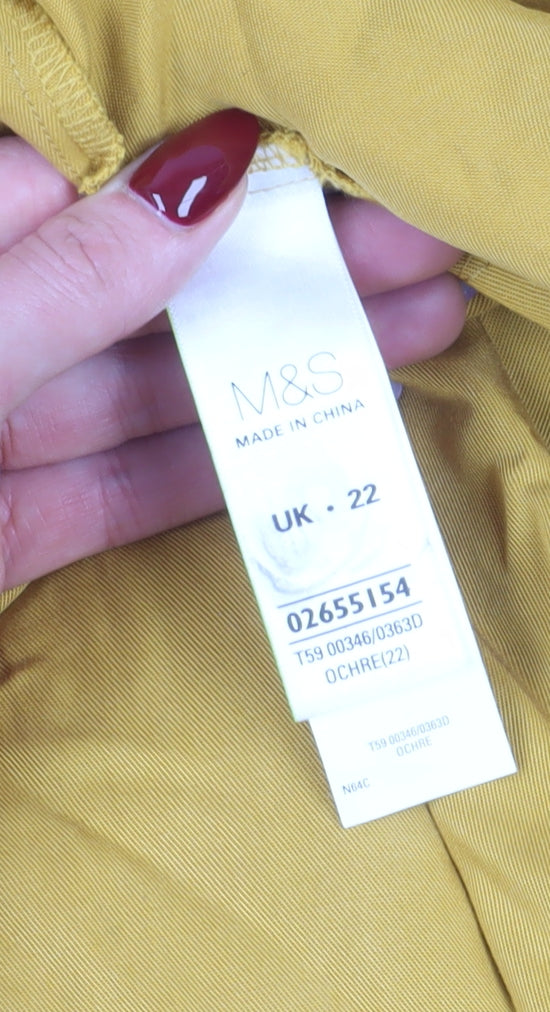 M&S
MADE IN CHINA
UK • 22
02655154
T59 00346/0363D
OCHRE(22)
T59 00346/0363D
OCHRE
N64C